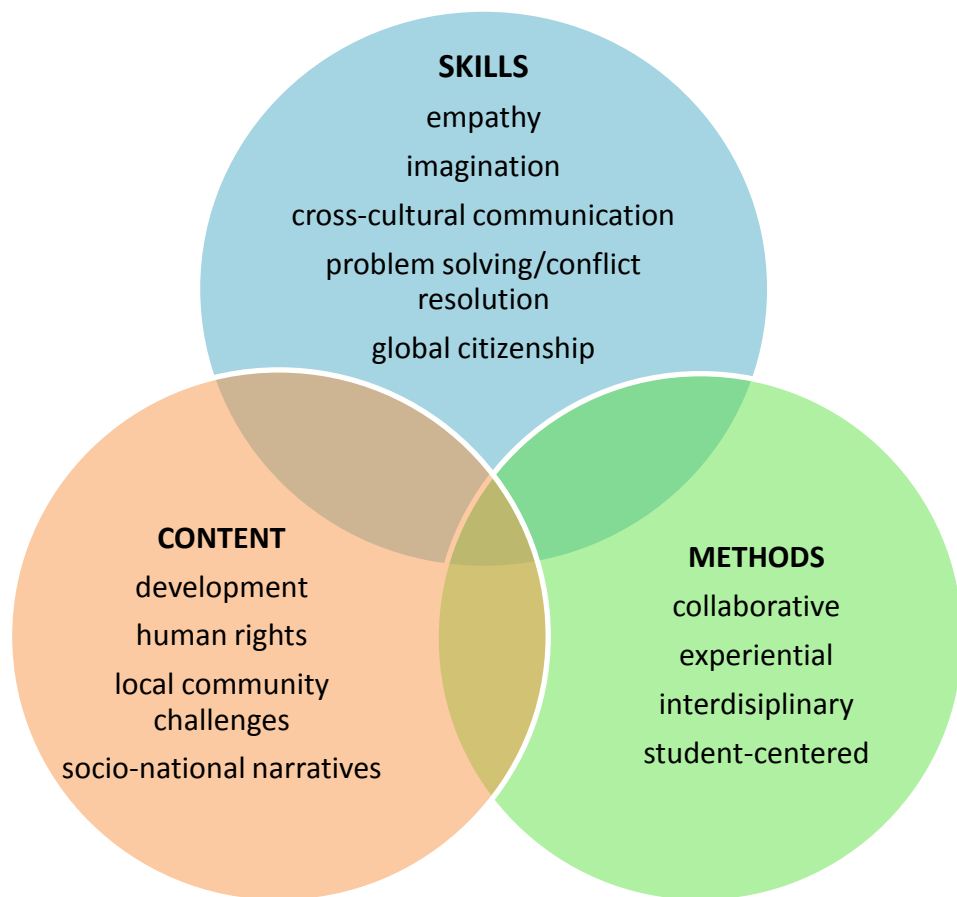 SKILLS
empathy
imagination
cross-cultural communication
problem solving/conflict
resolution
global citizenship
CONTENT
development
human rights
local community
challenges
socio-national narratives
METHODS
collaborative
experiential
interdisiplinary
student-centered